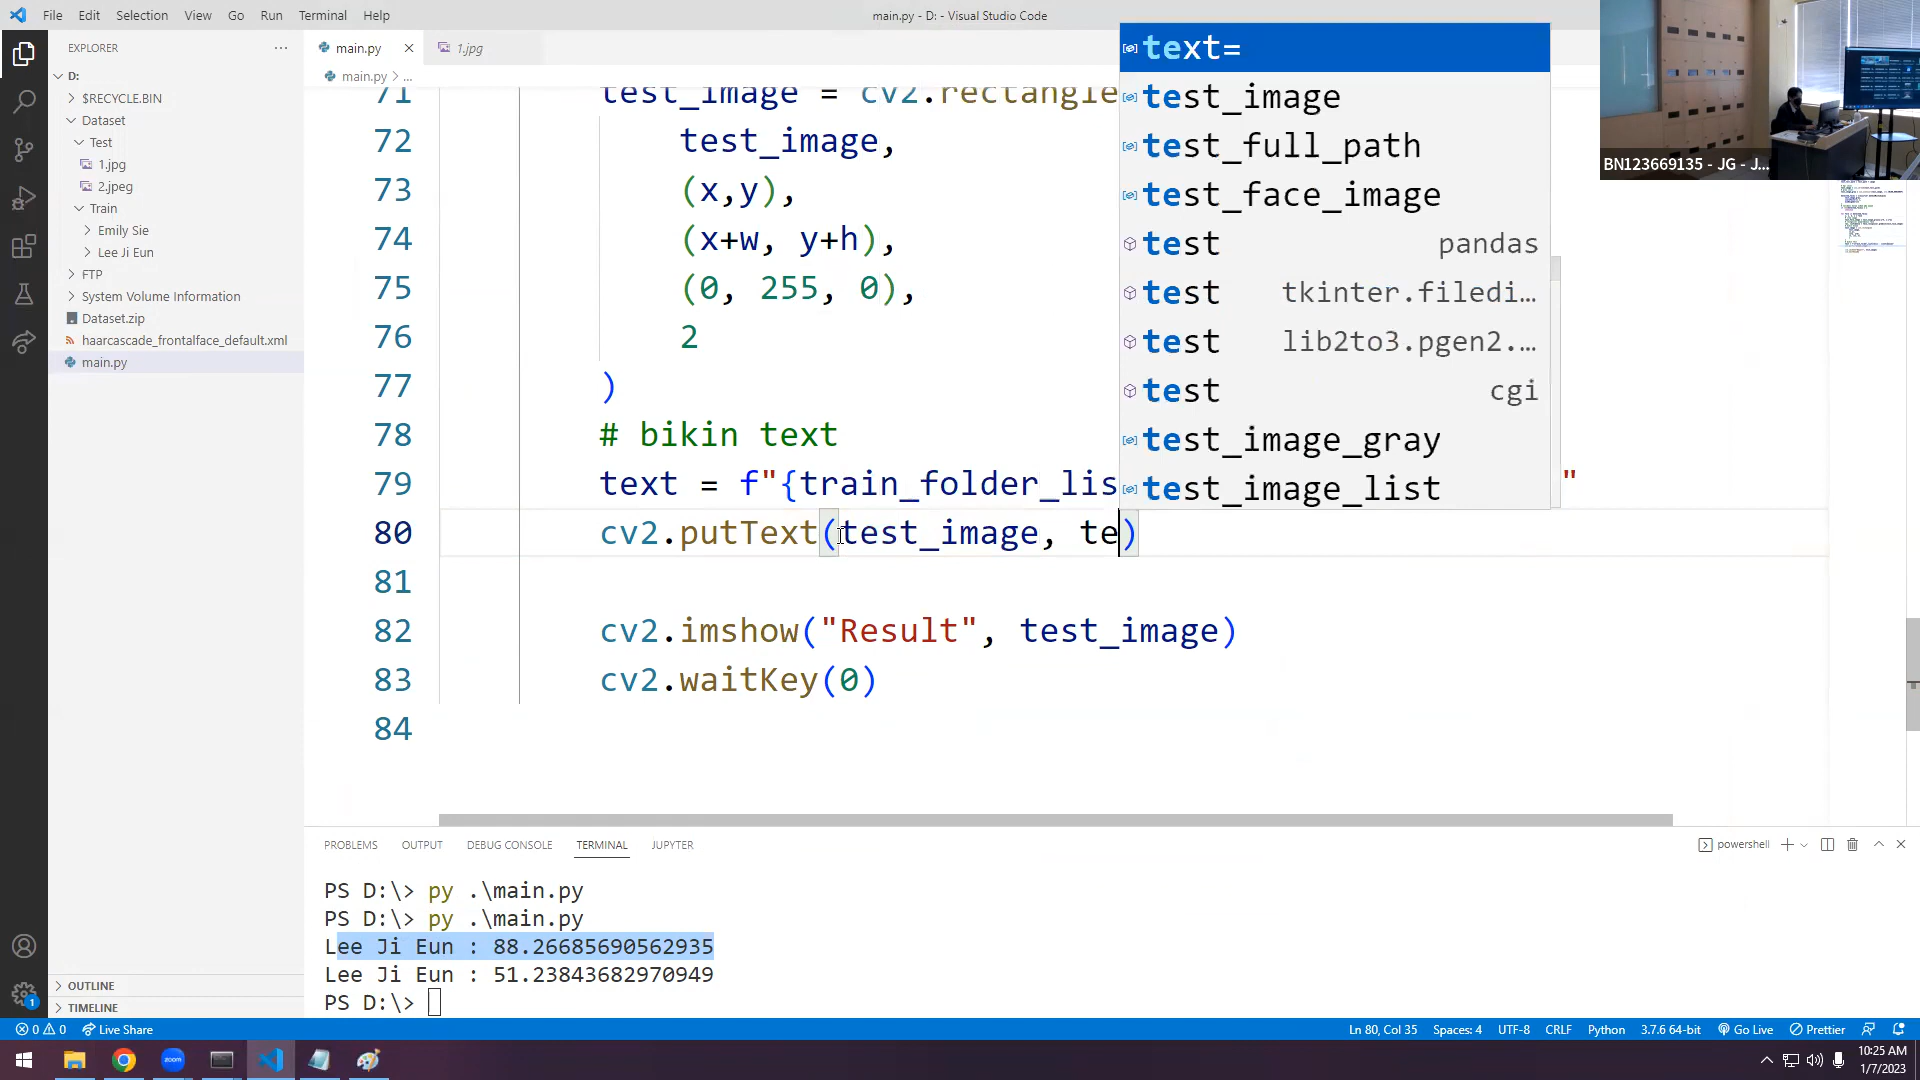 File Edit Selection View Go Run Terminal Help
main.py - D: - Visual Studio Code
EXPLORER
D:
$RECYCLE.BIN
Dataset
Test
1.jpg
2.jpeg
Train
Emily Sie
Lee Ji Eun
FTP
System Volume Information
Dataset.zip
haarcascade_frontalface_default.xml
main.py
OUTLINE
TIMELINE
main.py 1.jpg
main.py > ...
71 test_image = cv2.rectangle
72 test_image,
73 (x,y),
74 (x+w, y+h),
75 (0, 255, 0),
76 2
77 )
78 # bikin text
79 text = f"{train_folder_lis "
80 cv2.putText(test_image, te)
81
82 cv2.imshow("Result", test_image)
83 cv2.waitKey(0)
84
text=
test_image
test_full_path
test_face_image
test pandas
test tkinter.filedi…
test lib2to3.pgen2.…
test cgi
test_image_gray
test_image_list
BN123669135 - JG - J...
PROBLEMS OUTPUT DEBUG CONSOLE TERMINAL JUPYTER
powershell
PS D:\> py .\main.py
PS D:\> py .\main.py
Lee Ji Eun : 88.26685690562935
Lee Ji Eun : 51.23843682970949
PS D:\>
1
0 0 Live Share
Ln 80, Col 35 Spaces: 4 UTF-8 CRLF Python 3.7.6 64-bit Go Live Prettier
zoom
10:25 AM
1/7/2023